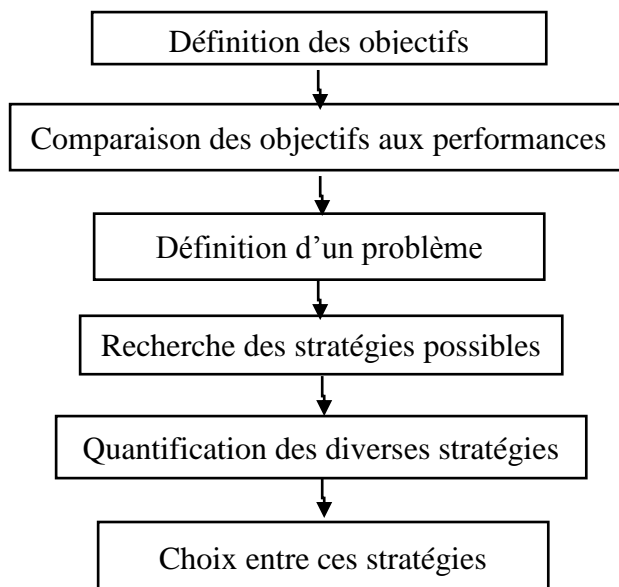 Définition des objectifs
Comparaison des objectifs aux performances
Définition d’un problème
Recherche des stratégies possibles
Quantification des diverses stratégies
Choix entre ces stratégies